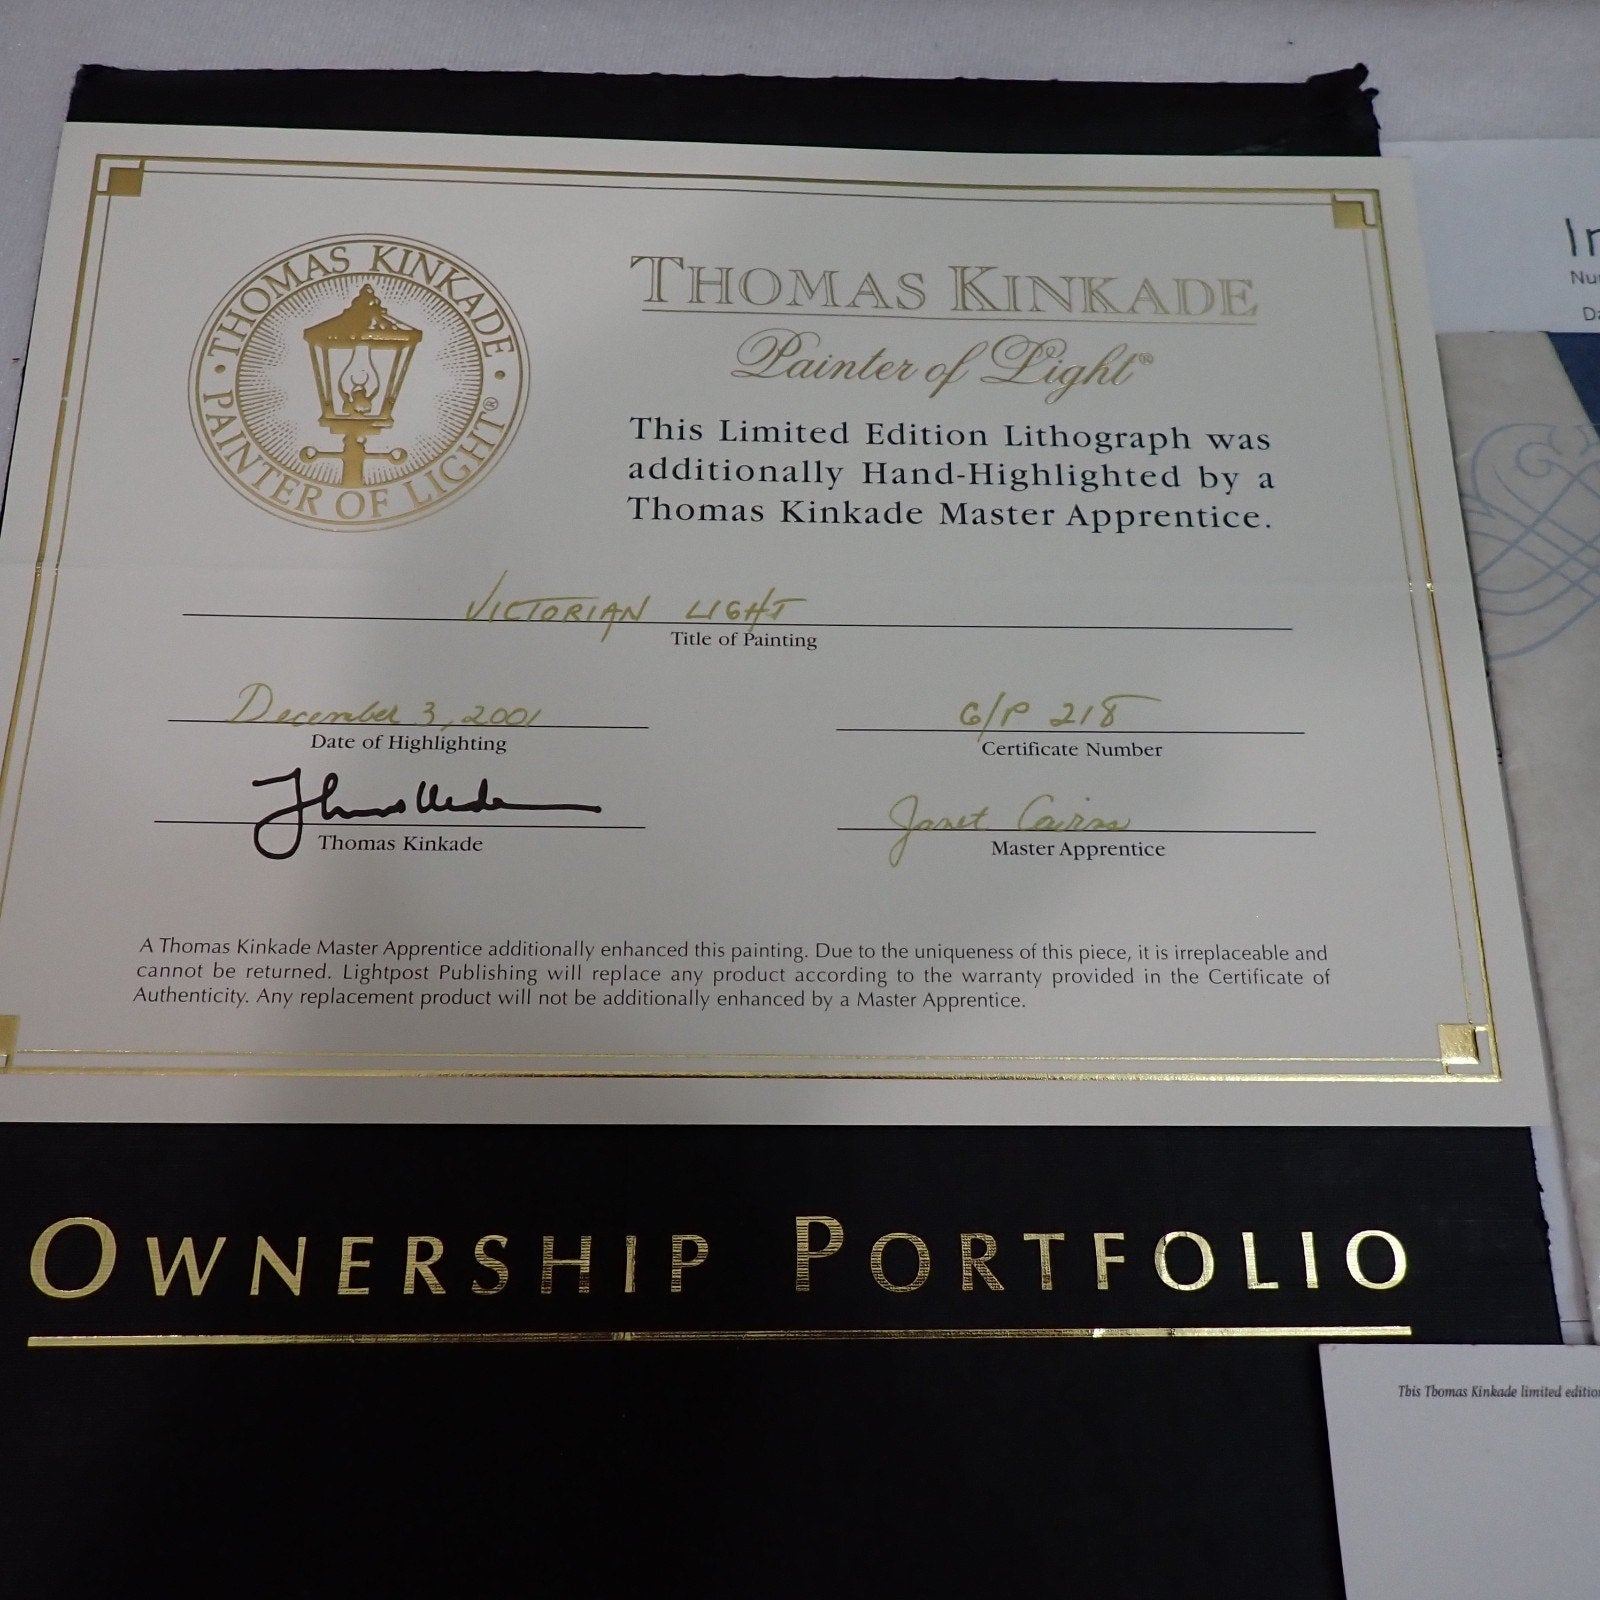 THOMAS KINKADE
PAINTER OF LIGHT®
THOMAS KINKADE
Painter of Light®
This Limited Edition Lithograph was
additionally Hand-Highlighted by a
Thomas Kinkade Master Apprentice.
VICTORIAN LIGHT
Title of Painting
December 3, 2001
Date of Highlighting
G/P 218
Certificate Number
Thomas Kinkade
Thomas Kinkade
Janet Cairns
Master Apprentice
A Thomas Kinkade Master Apprentice additionally enhanced this painting. Due to the uniqueness of this piece, it is irreplaceable and
cannot be returned. Lightpost Publishing will replace any product according to the warranty provided in the Certificate of
Authenticity. Any replacement product will not be additionally enhanced by a Master Apprentice.
OWNERSHIP PORTFOLIO
This Thomas Kinkade limited